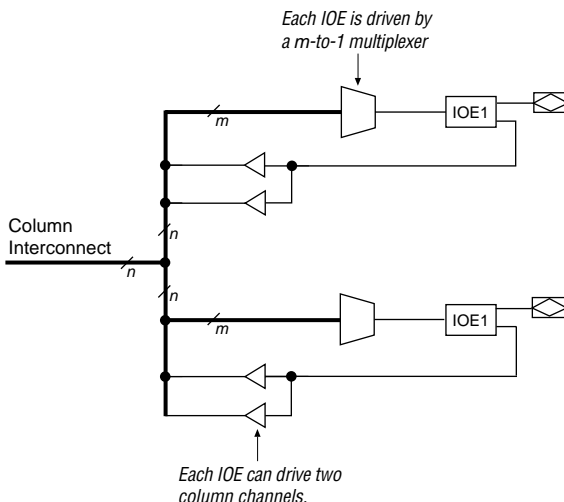 Each IOE is driven by
a m-to-1 multiplexer
m
IOE1
Column
Interconnect
n
n
n
m
IOE1
Each IOE can drive two
column channels.